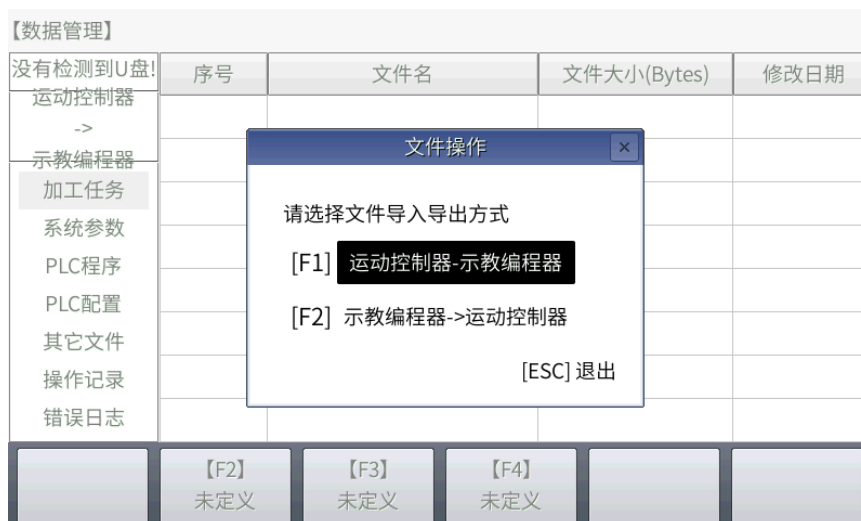 【数据管理】
没有检测到U盘!
序号
文件名
文件大小(Bytes)
修改日期
运动控制器
->
示教编程器
加工任务
系统参数
PLC程序
PLC配置
其它文件
操作记录
错误日志
文件操作
×
请选择文件导入导出方式
[F1] 运动控制器-示教编程器
[F2] 示教编程器->运动控制器
[ESC] 退出
【F2】
未定义
【F3】
未定义
【F4】
未定义